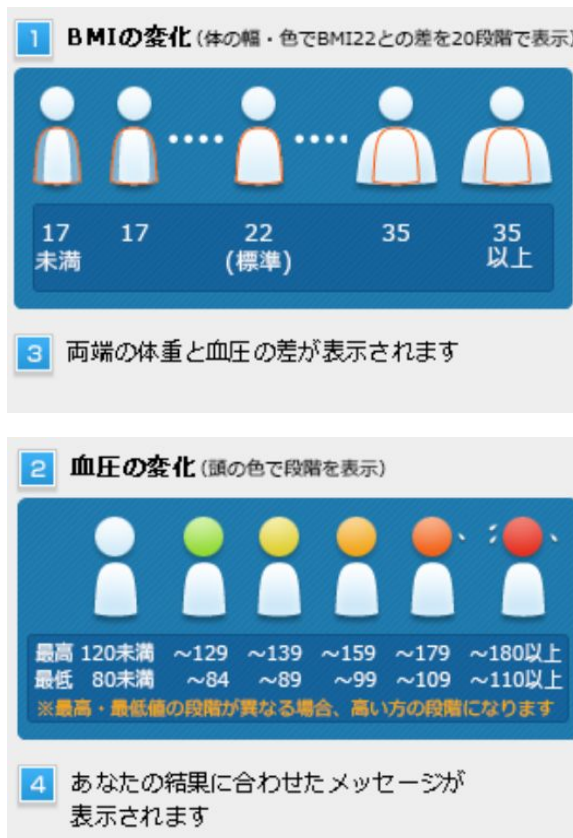 1 BMIの変化(体の幅・色でBMI22との差を20段階で表示)
17 17 22 35 35
未満 (標準) 以上
3 両端の体重と血圧の差が表示されます
2 血圧の変化(頭の色で段階を表示)
最高 120未満 ～129 ～139 ～159 ～179 ～180以上
最低 80未満 ～84 ～89 ～99 ～109 ～110以上
※最高・最低値の段階が異なる場合、高い方の段階になります
4 あなたの結果に合わせたメッセージが
表示されます